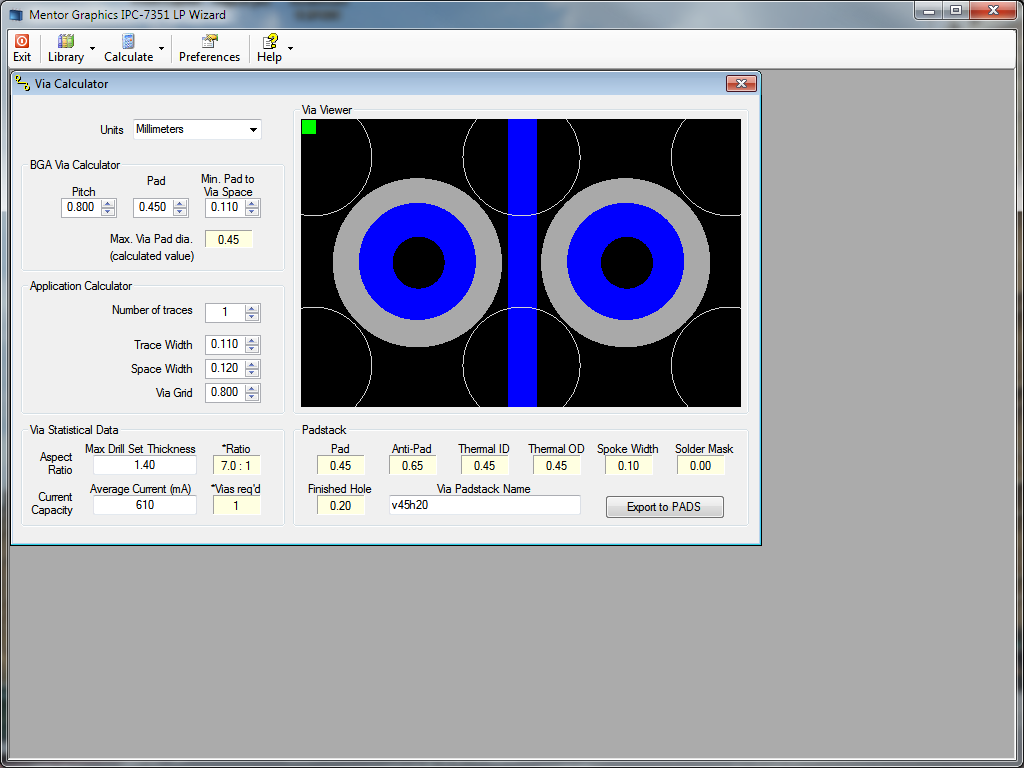 Mentor Graphics IPC-7351 LP Wizard
Exit Library Calculate Preferences Help
Via Calculator
Units Millimeters
BGA Via Calculator
Pitch Pad Min. Pad to
Via Space
0.800 0.450 0.110
Max. Via Pad dia. 0.45
(calculated value)
Application Calculator
Number of traces 1
Trace Width 0.110
Space Width 0.120
Via Grid 0.800
Via Viewer
Via Statistical Data
Max Drill Set Thickness *Ratio
Aspect
Ratio 1.40 7.0 : 1
Average Current (mA) *Vias req'd
Current
Capacity 610 1
Padstack
Pad Anti-Pad Thermal ID Thermal OD Spoke Width Solder Mask
0.45 0.65 0.45 0.45 0.10 0.00
Finished Hole Via Padstack Name
0.20 v45h20 Export to PADS